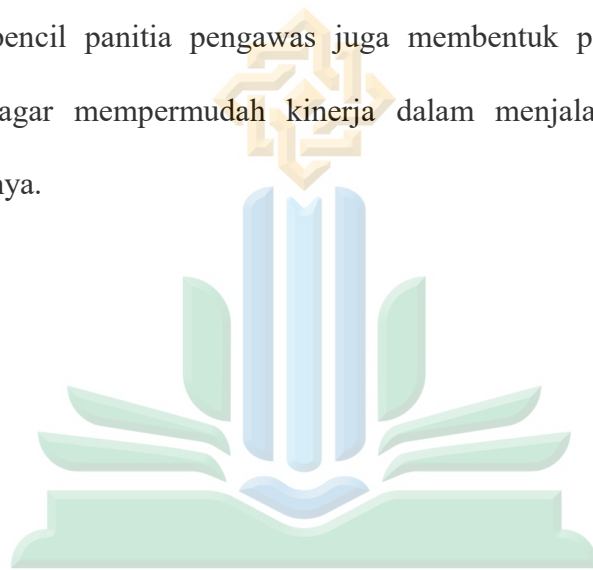 pencil panitia pengawas juga membentuk p
agar mempermudah kinerja dalam menjala
nya.